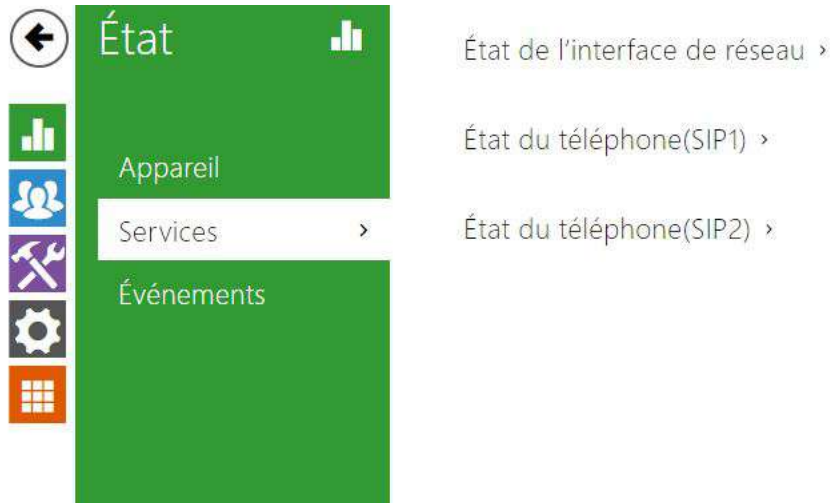 État
Appareil
Services
Événements
État de l'interface de réseau
État du téléphone(SIP1)
État du téléphone(SIP2)